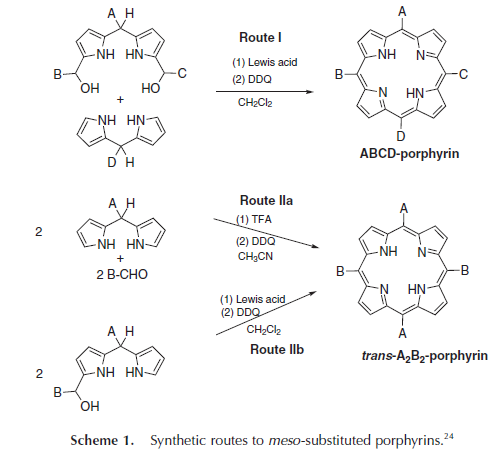 A H
A
Route I
NH HN
NH N
(1) Lewis acid
B
C
B
C
(2) DDQ
OH
HO
+
CH2Cl2
N HN
NH HN
D
D H
ABCD-porphyrin
A H
Route IIa
A
(1) TFA
2
(2) DDQ
NH HN
NH N
+
CH3CN
2 B-CHO
B
B
(1) Lewis acid
N HN
(2) DDQ
A H
CH2Cl2
A
2
Route IIb
trans-A2B2-porphyrin
NH HN
B
OH
Scheme 1. Synthetic routes to meso-substituted porphyrins.24